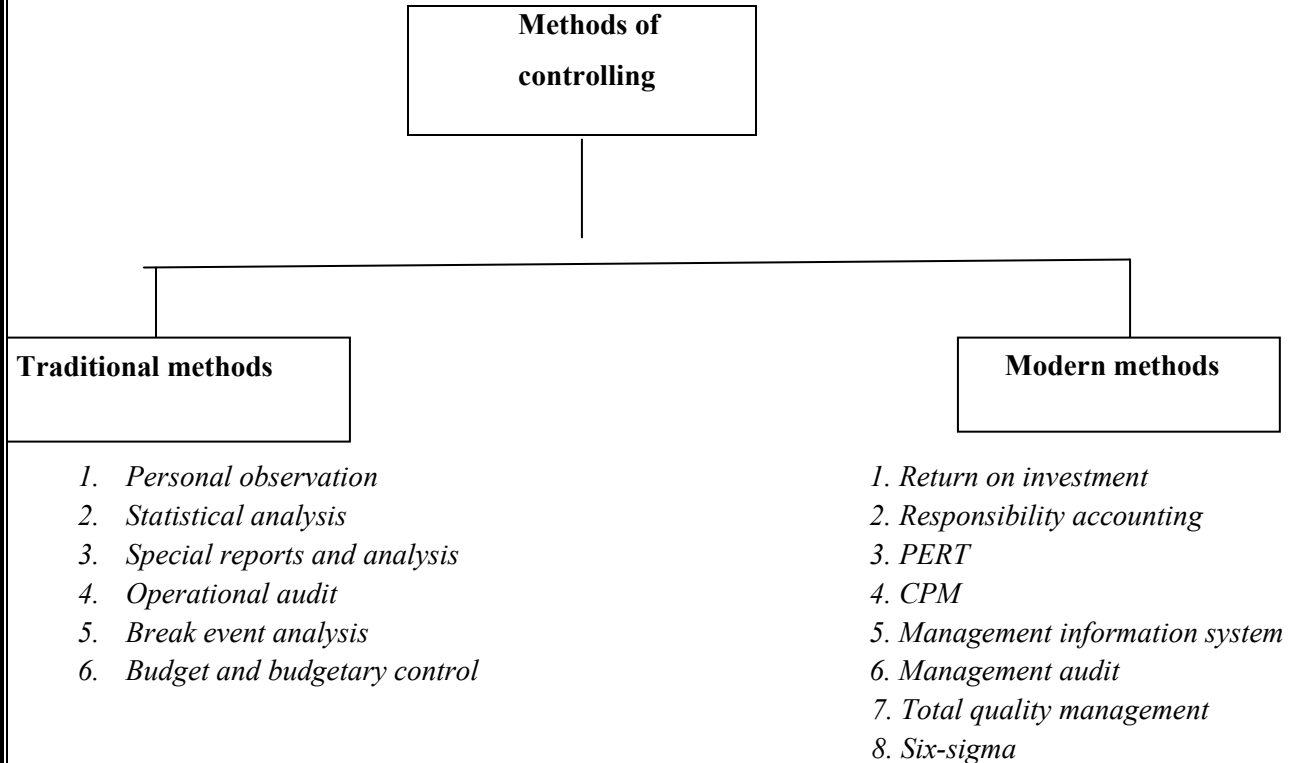 Methods of
controlling
Traditional methods
1. Personal observation
2. Statistical analysis
3. Special reports and analysis
4. Operational audit
5. Break event analysis
6. Budget and budgetary control
Modern methods
1. Return on investment
2. Responsibility accounting
3. PERT
4. CPM
5. Management information system
6. Management audit
7. Total quality management
8. Six-sigma